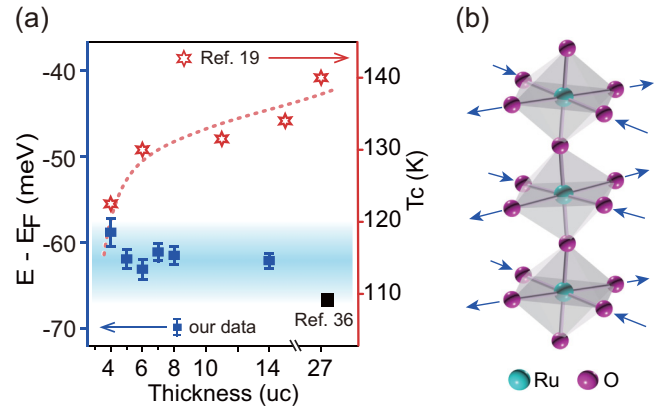 (a)
(b)
Ref. 19
-40
-50
-60
-70
E - E_F (meV)
140
130
120
110
Tc (K)
our data
Ref. 36
4 6 8 10 14 27
Thickness (uc)
Ru O